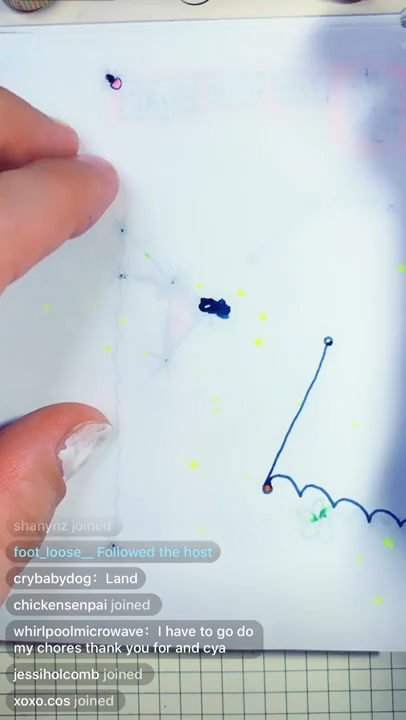 shanynz joined
foot_loose__ Followed the host
crybabydog: Land
chickensenpai joined
whirlpoolmicrowave: I have to go do
my chores thank you for and cya
jessiholcomb joined
xoxo.cos joined